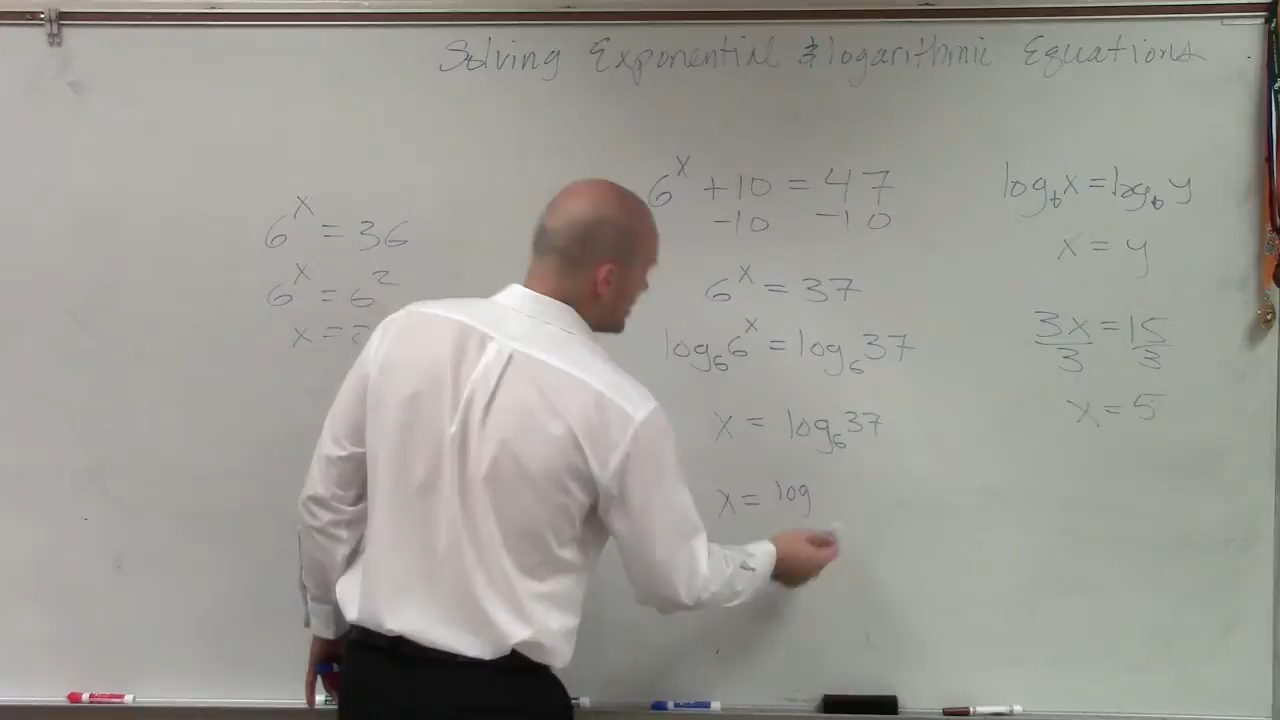 Solving Exponential & logarithmic Equations
6^x = 36
6^x = 6^2
x = 2
6^x + 10 = 47
-10 -10
6^x = 37
log_6 6^x = log_6 37
x = log_6 37
x = log
log_b x = log_b y
x = y
3x = 15
3 3
x = 5